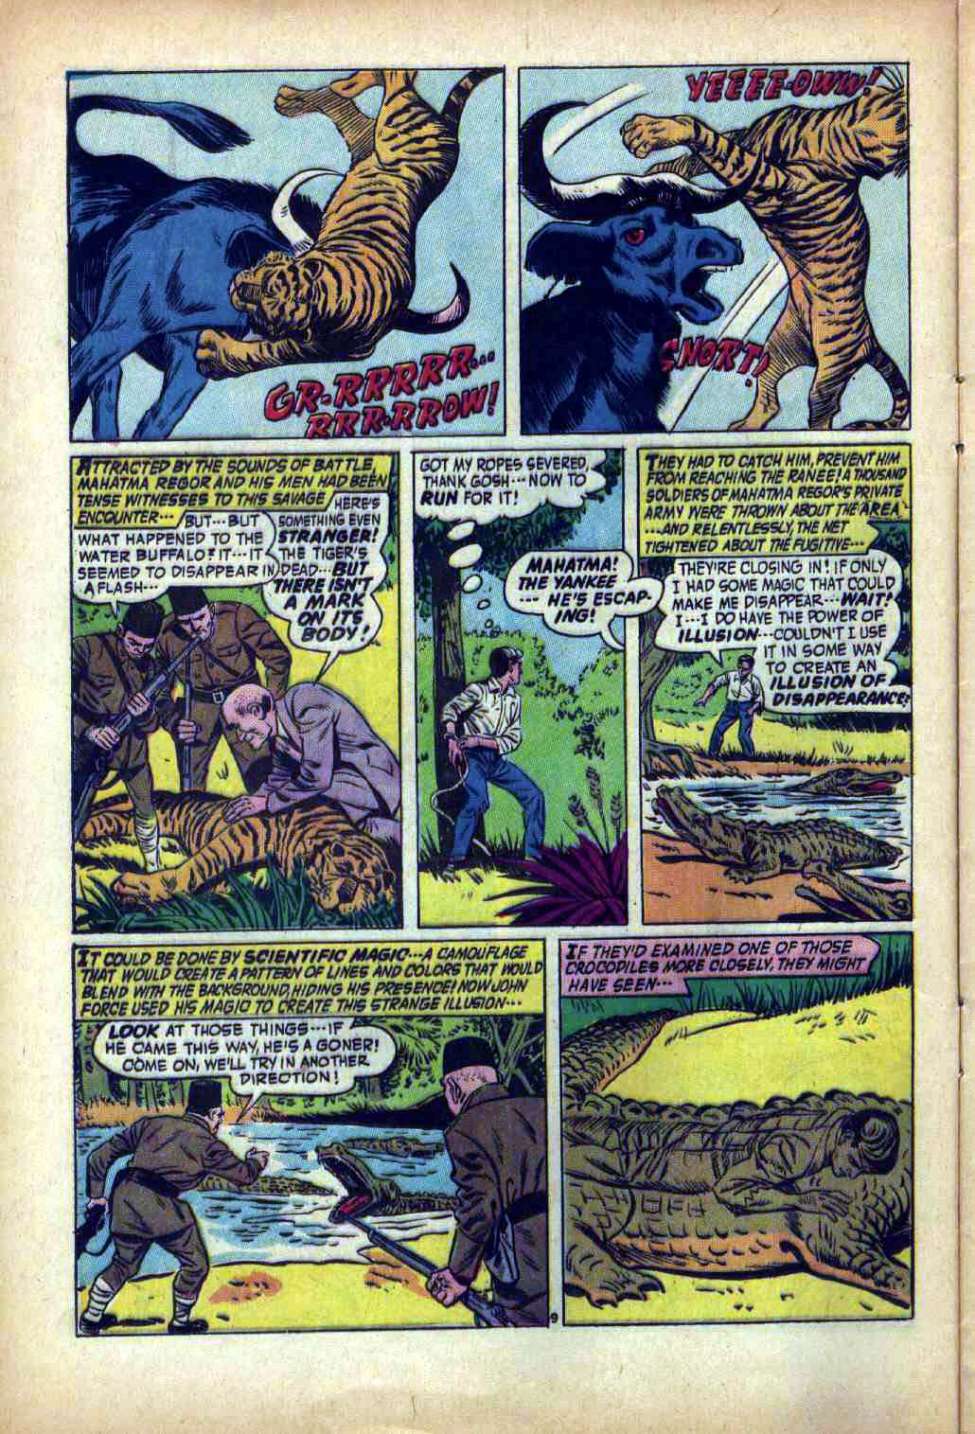 GR-RRRRR...
RRR-RROW!
YEEEE-OWW!
SNORT!
ATTRACTED BY THE SOUNDS OF BATTLE,
MAHATMA REGOR AND HIS MEN HAD BEEN
TENSE WITNESSES TO THIS SAVAGE
ENCOUNTER...
BUT...BUT
WHAT HAPPENED TO THE
WATER BUFFALO? IT...IT
SEEMED TO DISAPPEAR IN
A FLASH...
HERE'S
SOMETHING EVEN
STRANGER!
THE TIGER'S
DEAD...BUT
THERE ISN'T
A MARK
ON ITS
BODY!
GOT MY ROPES SEVERED,
THANK GOSH...NOW TO
RUN FOR IT!
MAHATMA!
THE YANKEE
...HE'S ESCAP-
ING!
THEY HAD TO CATCH HIM, PREVENT HIM
FROM REACHING THE RANEE! A THOUSAND
SOLDIERS OF MAHATMA REGOR'S PRIVATE
ARMY WERE THROWN ABOUT THE AREA
...AND RELENTLESSLY, THE NET
TIGHTENED ABOUT THE FUGITIVE...
THEY'RE CLOSING IN! IF ONLY
I HAD SOME MAGIC THAT COULD
MAKE ME DISAPPEAR...WAIT!
I...I DO HAVE THE POWER OF
ILLUSION...COULDN'T I USE
IT IN SOME WAY
TO CREATE AN
ILLUSION OF
DISAPPEARANCE?
IT COULD BE DONE BY SCIENTIFIC MAGIC...A CAMOUFLAGE
THAT WOULD CREATE A PATTERN OF LINES AND COLORS THAT WOULD
BLEND WITH THE BACKGROUND, HIDING HIS PRESENCE! NOW JOHN
FORCE USED HIS MAGIC TO CREATE THIS STRANGE ILLUSION...
LOOK AT THOSE THINGS...IF
HE CAME THIS WAY, HE'S A GONER!
COME ON, WE'LL TRY IN ANOTHER
DIRECTION!
9
IF THEY'D EXAMINED ONE OF THOSE
CROCODILES MORE CLOSELY, THEY MIGHT
HAVE SEEN...